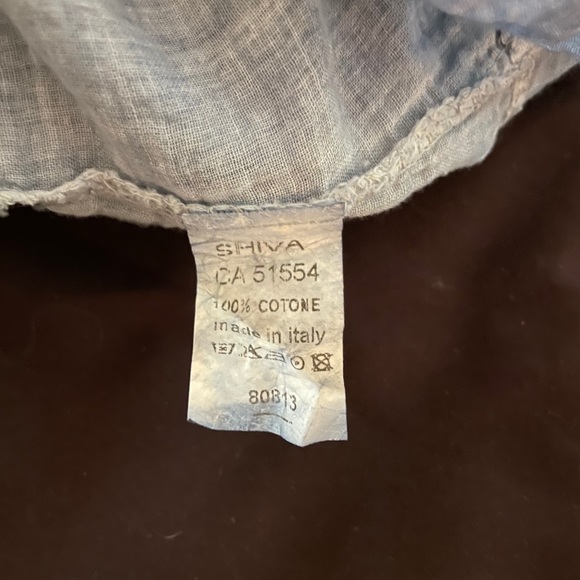 SHIVA
CA 51554
100% COTONE
made in italy
80813